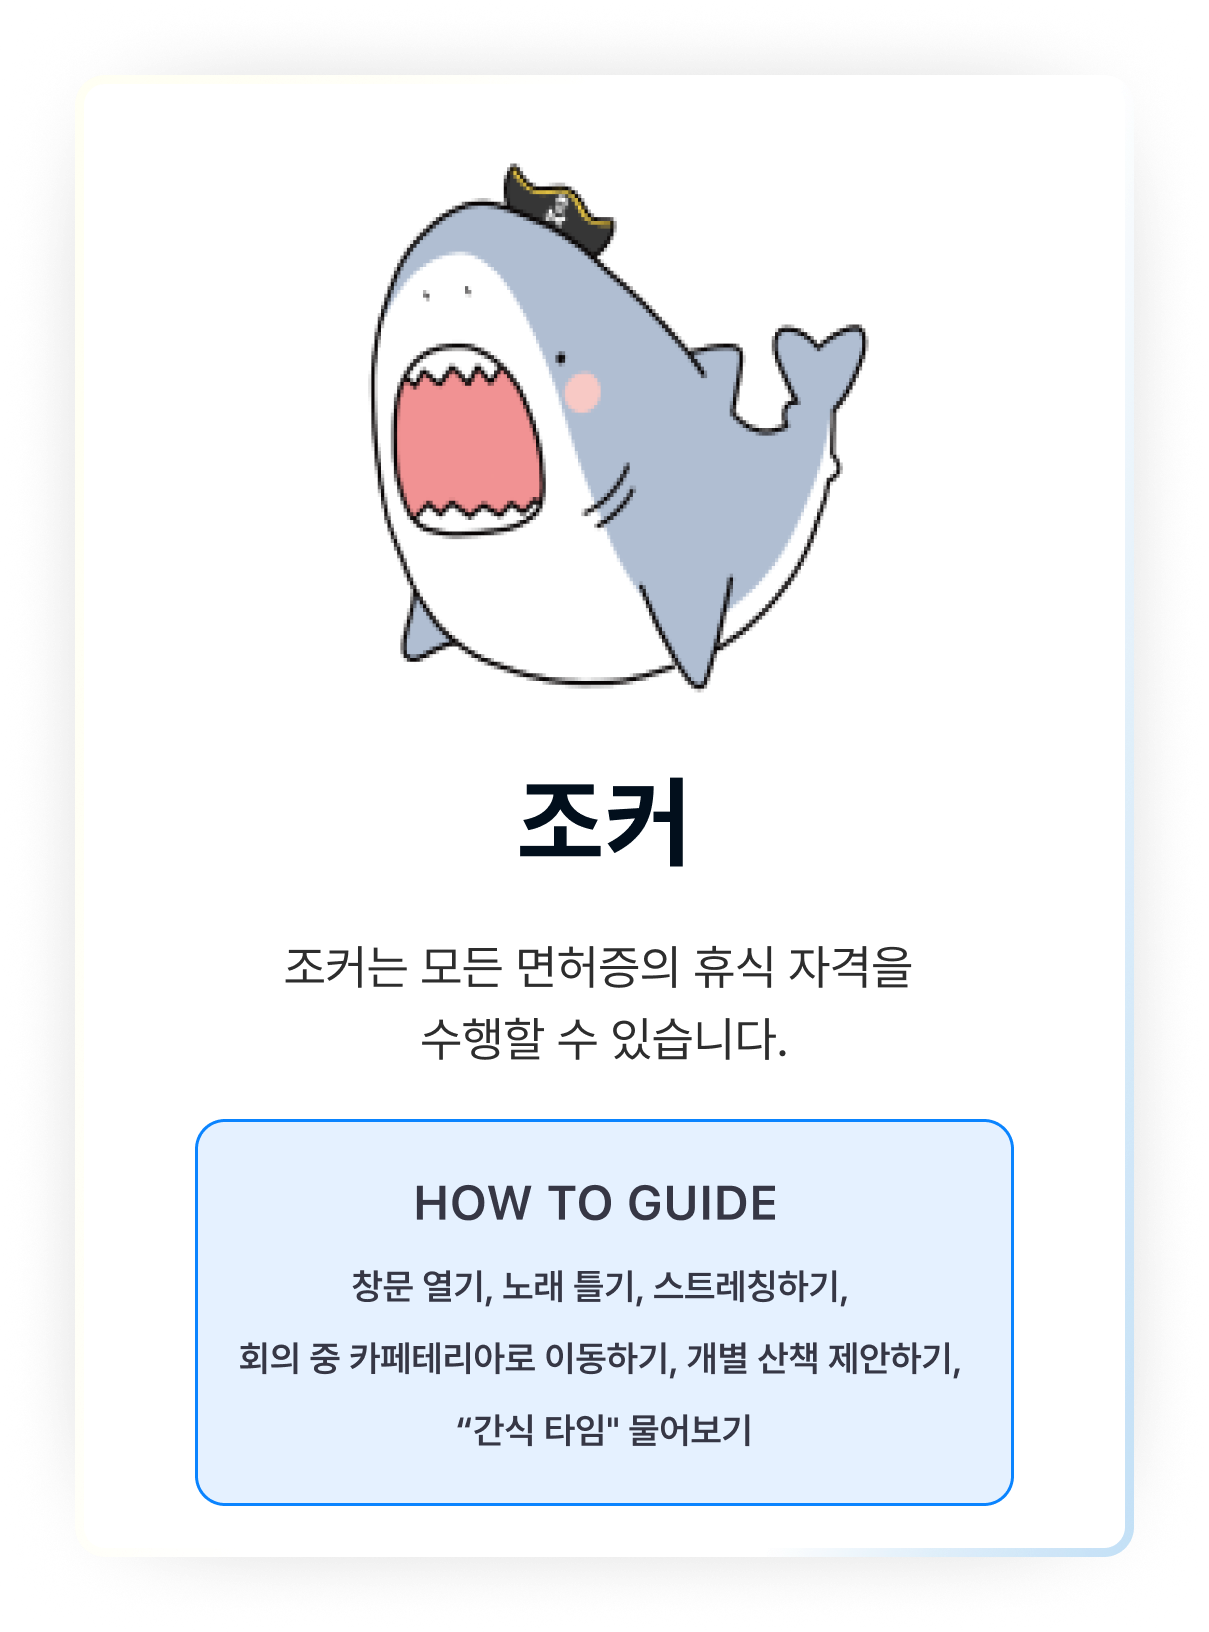 조커
조커는 모든 면허증의 휴식 자격을
수행할 수 있습니다.
HOW TO GUIDE
창문 열기, 노래 틀기, 스트레칭하기,
회의 중 카페테리아로 이동하기, 개별 산책 제안하기,
“간식 타임" 물어보기